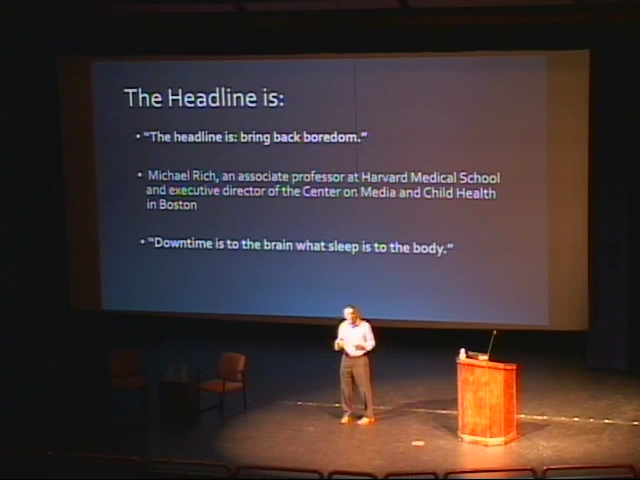 The Headline is:
• “The headline is: bring back boredom.”
• Michael Rich, an associate professor at Harvard Medical School
and executive director of the Center on Media and Child Health
in Boston
• “Downtime is to the brain what sleep is to the body.”